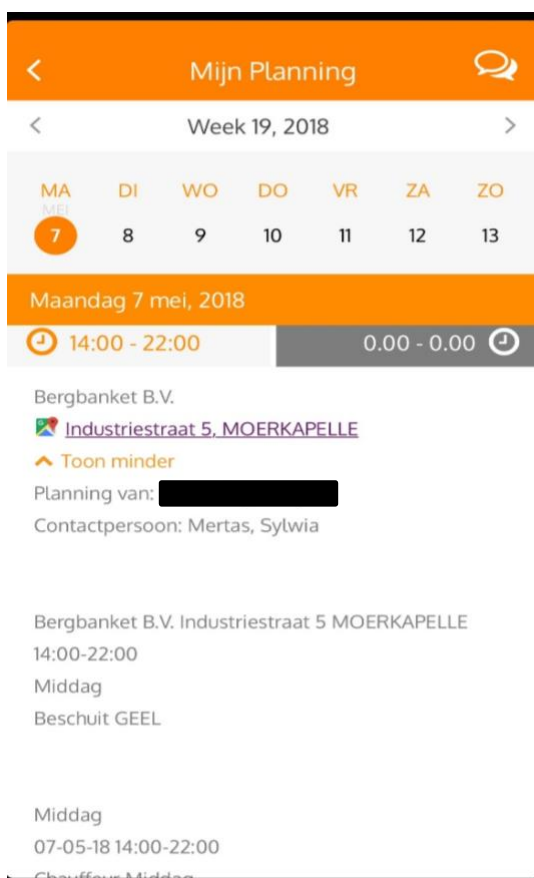 Mijn Planning
Week 19, 2018
MA DI WO DO VR ZA ZO
MEI
7 8 9 10 11 12 13
Maandag 7 mei, 2018
14:00 - 22:00 0.00 - 0.00
Bergbanket B.V.
Industriestraat 5, MOERKAPELLE
Toon minder
Planning van:
Contactpersoon: Mertas, Sylwia
Bergbanket B.V. Industriestraat 5 MOERKAPELLE
14:00-22:00
Middag
Beschuit GEEL
Middag
07-05-18 14:00-22:00
Chauffeur Middag